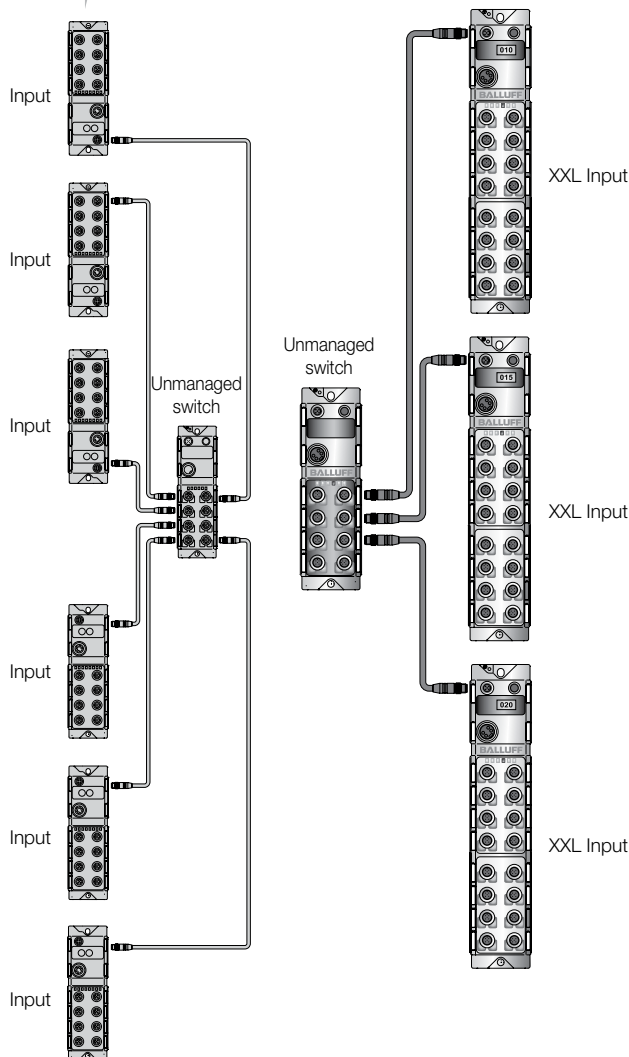 Input
Input
Input
Input
Input
Input
Unmanaged
switch
Unmanaged
switch
BALLUFF
010
BALLUFF
XXL Input
015
BALLUFF
XXL Input
020
BALLUFF
XXL Input